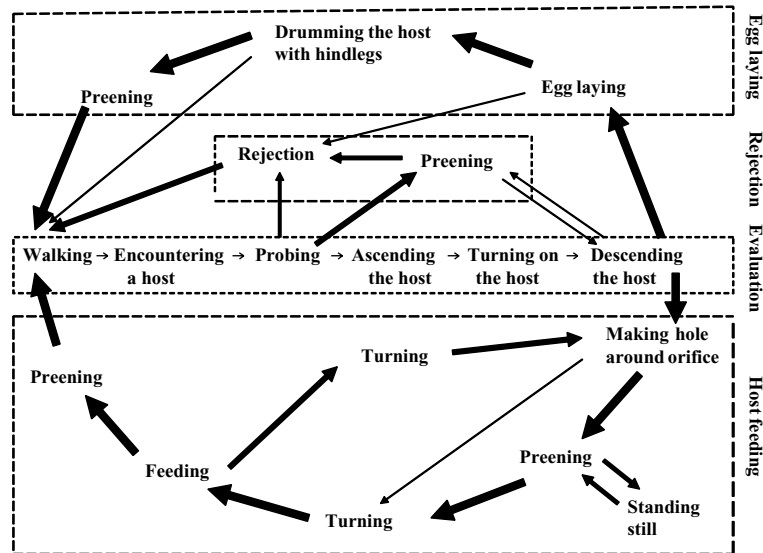 Drumming the host
with hindlegs
Preening
Egg laying
Egg laying
Rejection
Preening
Rejection
Walking → Encountering → Probing → Ascending → Turning on → Descending
a host the host the host the host
Evaluation
Making hole
around orifice
Turning
Preening
Feeding
Preening
Turning
Standing
still
Host feeding